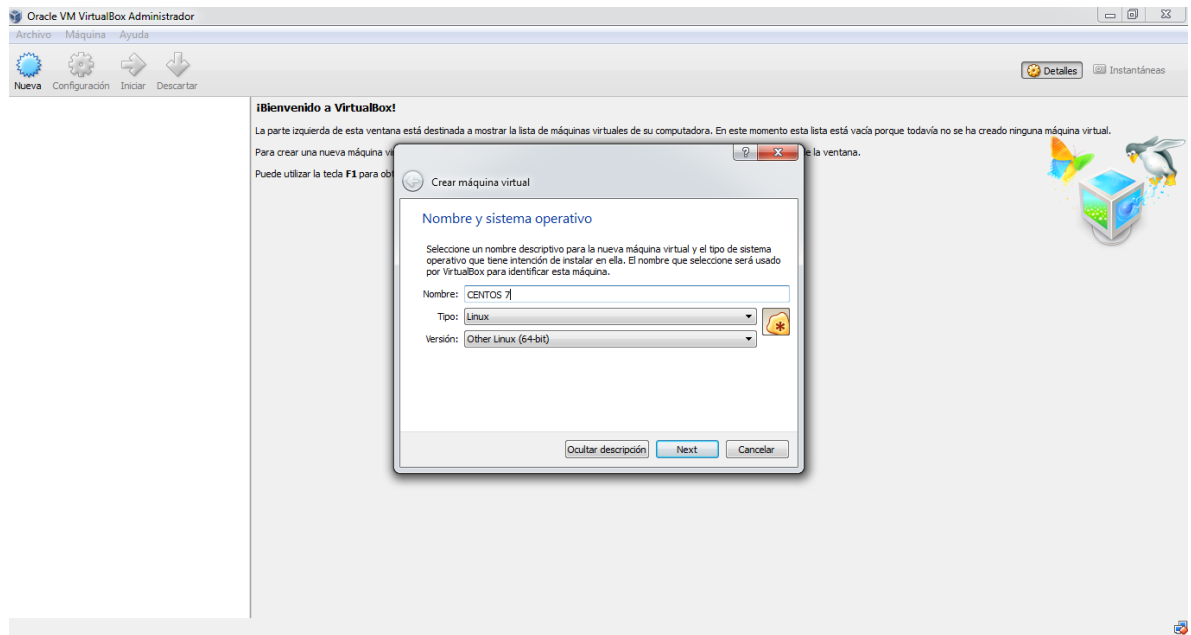 Oracle VM VirtualBox Administrador
Archivo Máquina Ayuda
Nueva Configuración Iniciar Descartar
Detalles Instantáneas
¡Bienvenido a VirtualBox!
La parte izquierda de esta ventana está destinada a mostrar la lista de máquinas virtuales de su computadora. En este momento esta lista está vacía porque todavía no se ha creado ninguna máquina virtual.
Para crear una nueva máquina e la ventana.
Puede utilizar la tecla F1 para
Crear máquina virtual
Nombre y sistema operativo
Seleccione un nombre descriptivo para la nueva máquina virtual y el tipo de sistema
operativo que tiene intención de instalar en ella. El nombre que seleccione será usado
por VirtualBox para identificar esta máquina.
Nombre: CENTOS 7
Tipo: Linux
Versión: Other Linux (64-bit)
Ocultar descripción Next Cancelar